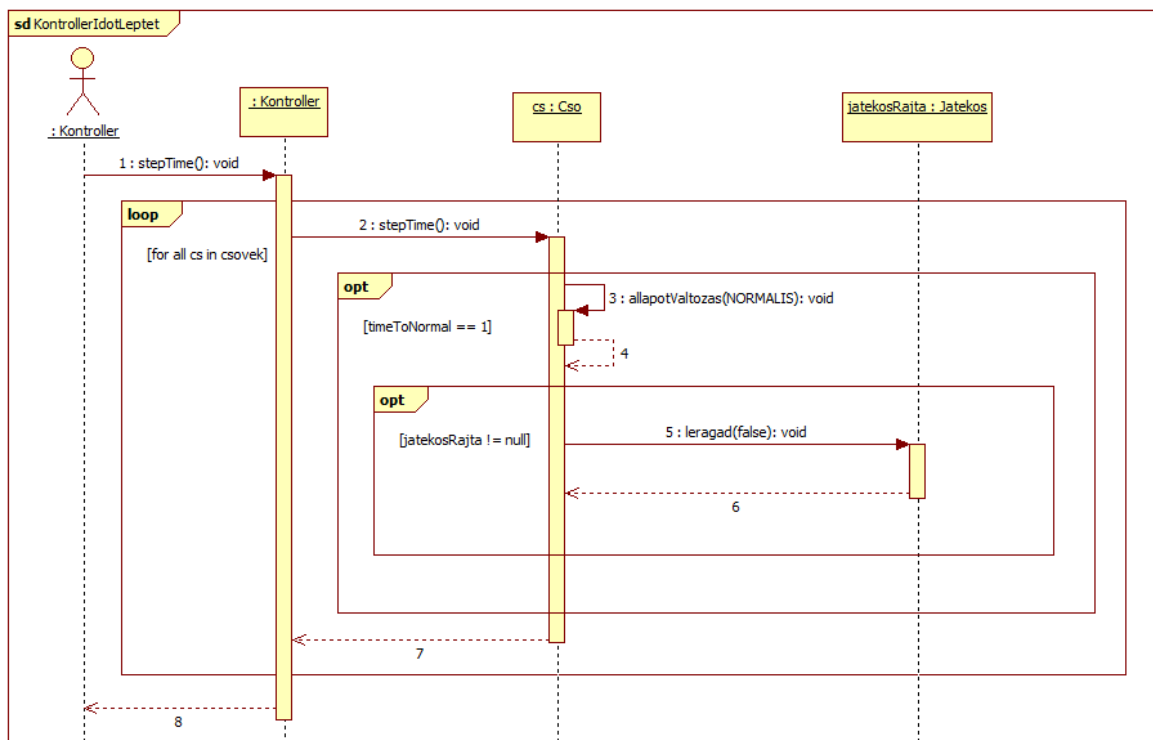 sd KontrollerIdotLeptet
: Kontroller
: Kontroller
cs : Cso
jatekosRajta : Jatekos
1 : stepTime(): void
loop
[for all cs in csovek]
2 : stepTime(): void
opt
[timeToNormal == 1]
3 : allapotValtozas(NORMALIS): void
4
opt
[jatekosRajta != null]
5 : leragad(false): void
6
7
8